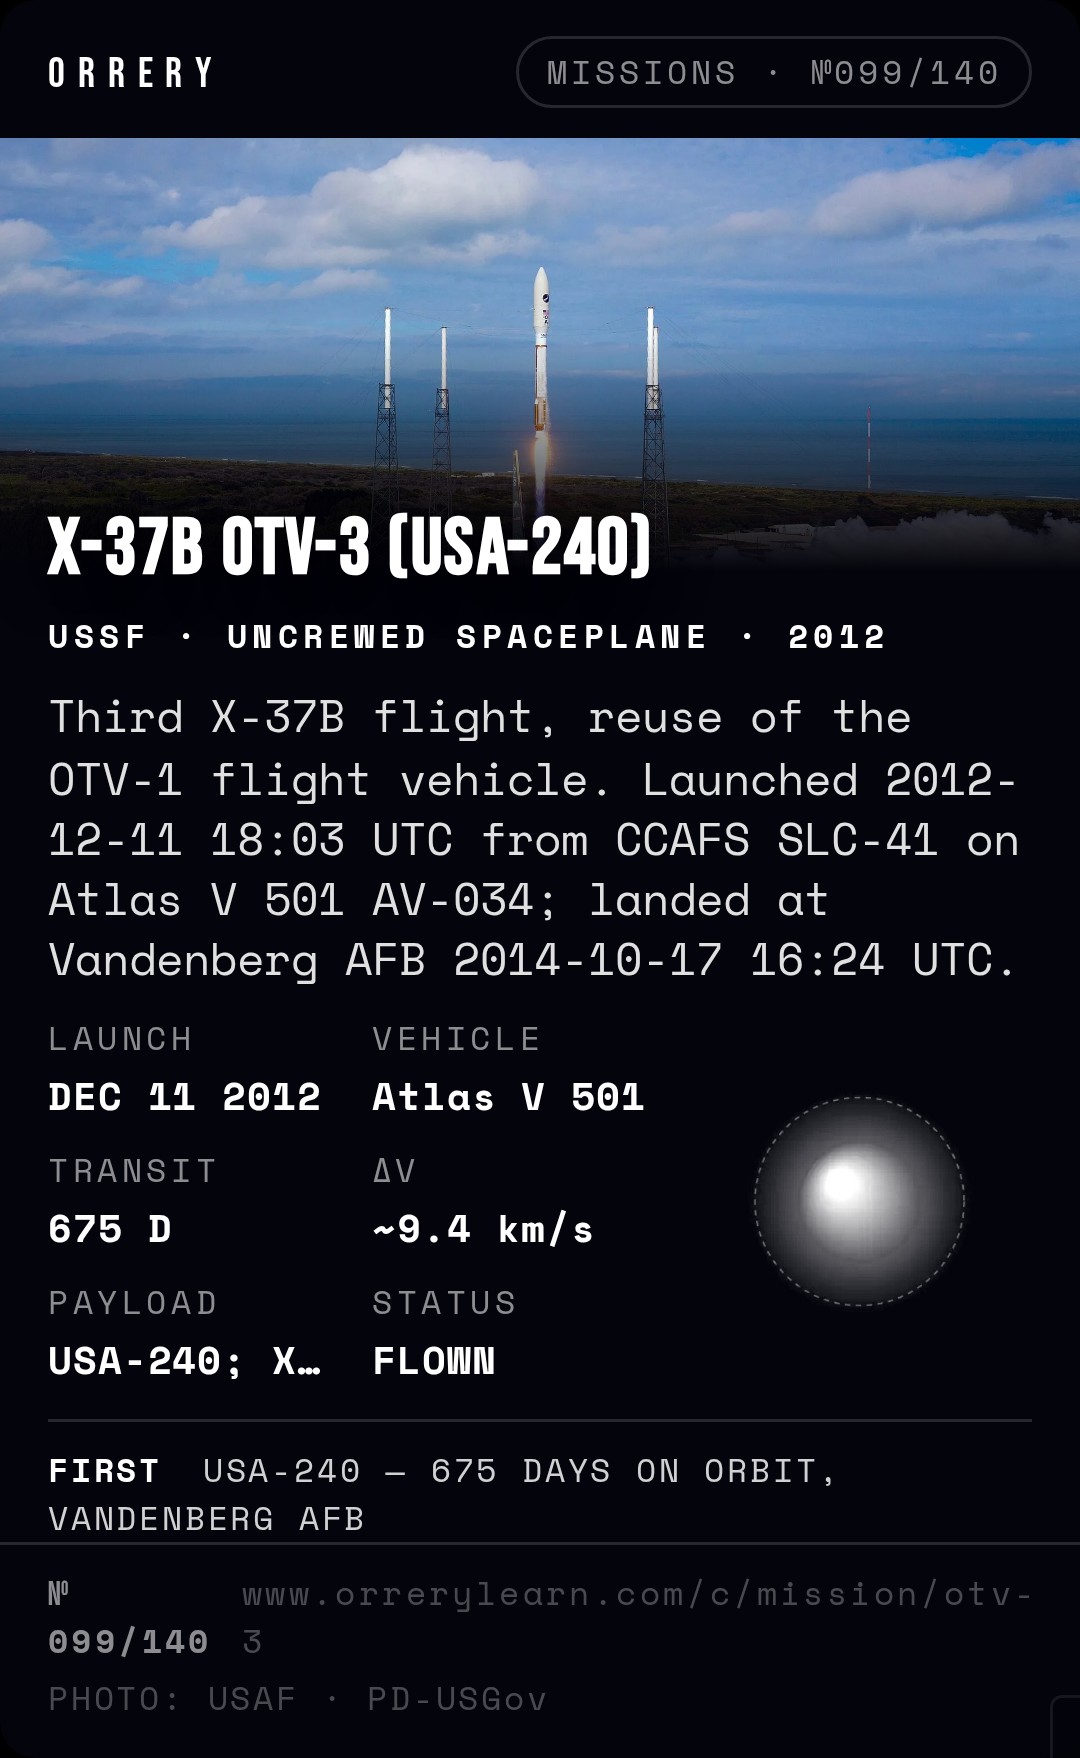 ORRERY
MISSIONS · №099/140
X-37B OTV-3 (USA-240)
USSF · UNCREWED SPACEPLANE · 2012
Third X-37B flight, reuse of the
OTV-1 flight vehicle. Launched 2012-
12-11 18:03 UTC from CCAFS SLC-41 on
Atlas V 501 AV-034; landed at
Vandenberg AFB 2014-10-17 16:24 UTC.
LAUNCH
DEC 11 2012
VEHICLE
Atlas V 501
TRANSIT
675 D
ΔV
~9.4 km/s
PAYLOAD
USA-240; X…
STATUS
FLOWN
FIRST USA-240 — 675 DAYS ON ORBIT,
VANDENBERG AFB
№
099/140
www.orrerylearn.com/c/mission/otv-
3
PHOTO: USAF · PD-USGov